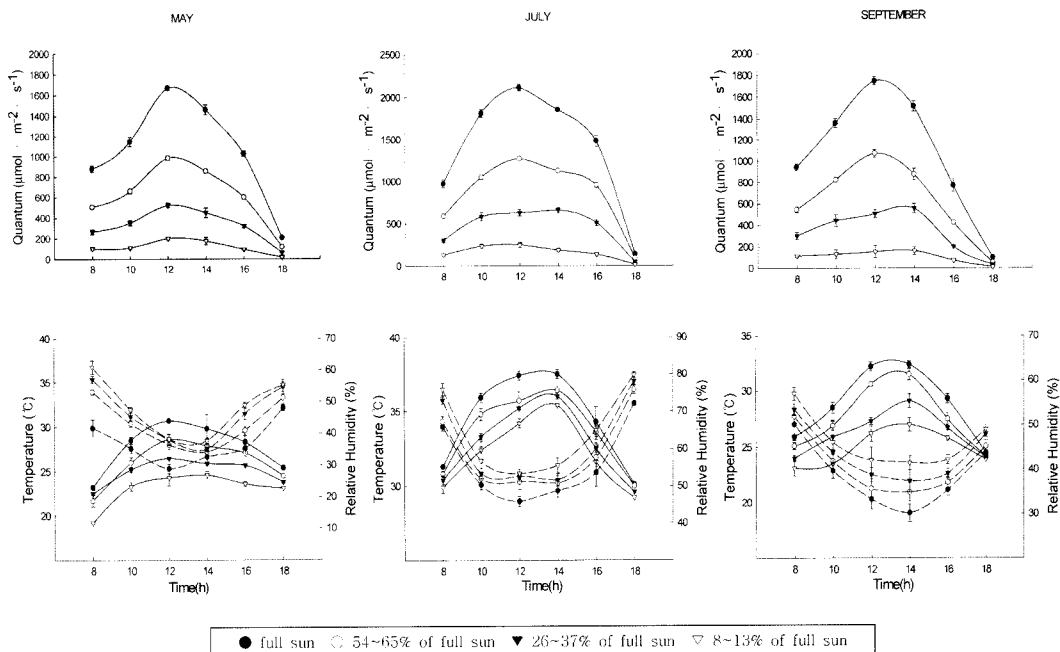 MAY
JULY
SEPTEMBER
Quantum (μmol · m⁻² · s⁻¹)
2000
1800
1600
1400
1200
1000
800
600
400
200
0
8 10 12 14 16 18
Quantum (μmol · m⁻² · s⁻¹)
2500
2000
1500
1000
500
0
8 10 12 14 16 18
Quantum (μmol · m⁻² · s⁻¹)
2000
1800
1600
1400
1200
1000
800
600
400
200
0
8 10 12 14 16 18
Temperature (℃)
40
35
30
25
22
Relative Humidity (%)
70
60
50
40
30
20
10
8 10 12 14 16 18
Time(h)
Temperature (℃)
40
35
30
Relative Humidity (%)
90
80
70
60
50
40
8 10 12 14 16 18
Time(h)
Temperature (℃)
35
30
25
20
Relative Humidity (%)
70
60
50
40
30
8 10 12 14 16 18
Time(h)
full sun 54~65% of full sun 26~37% of full sun 8~13% of full sun